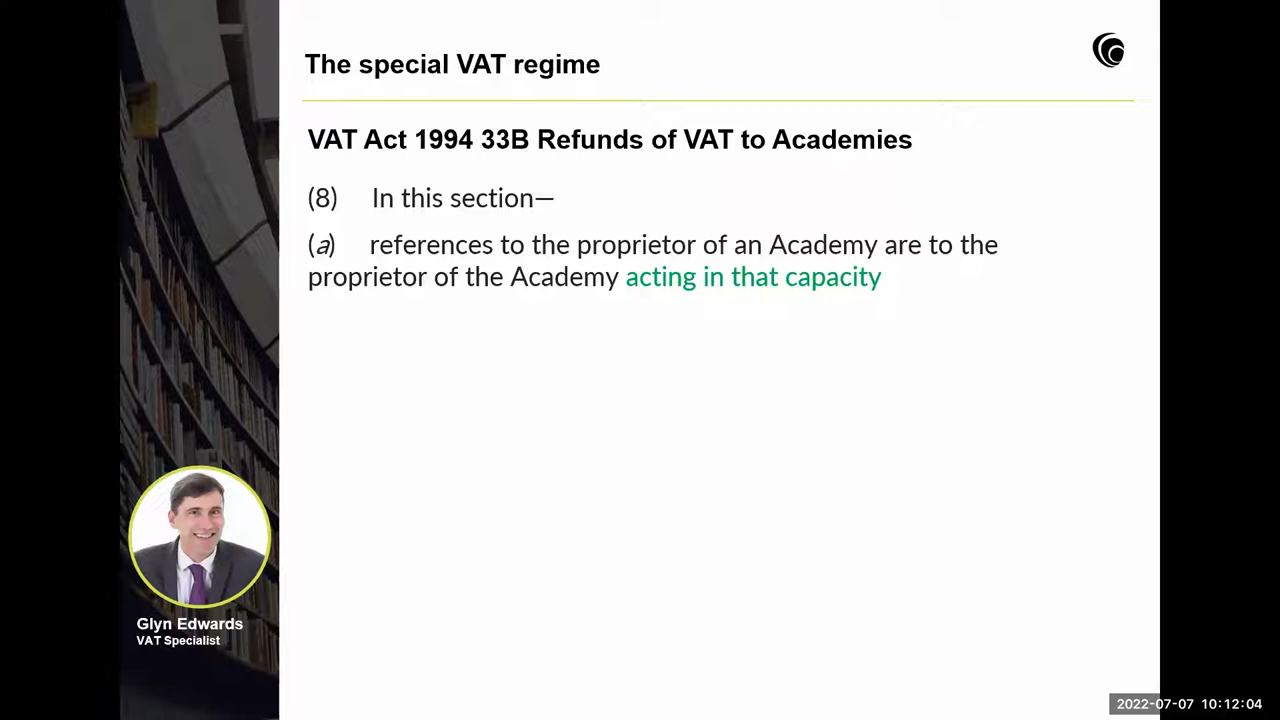 The special VAT regime
VAT Act 1994 33B Refunds of VAT to Academies
(8) In this section—
(a) references to the proprietor of an Academy are to the
proprietor of the Academy acting in that capacity
Glyn Edwards
VAT Specialist
2022-07-07 10:12:04